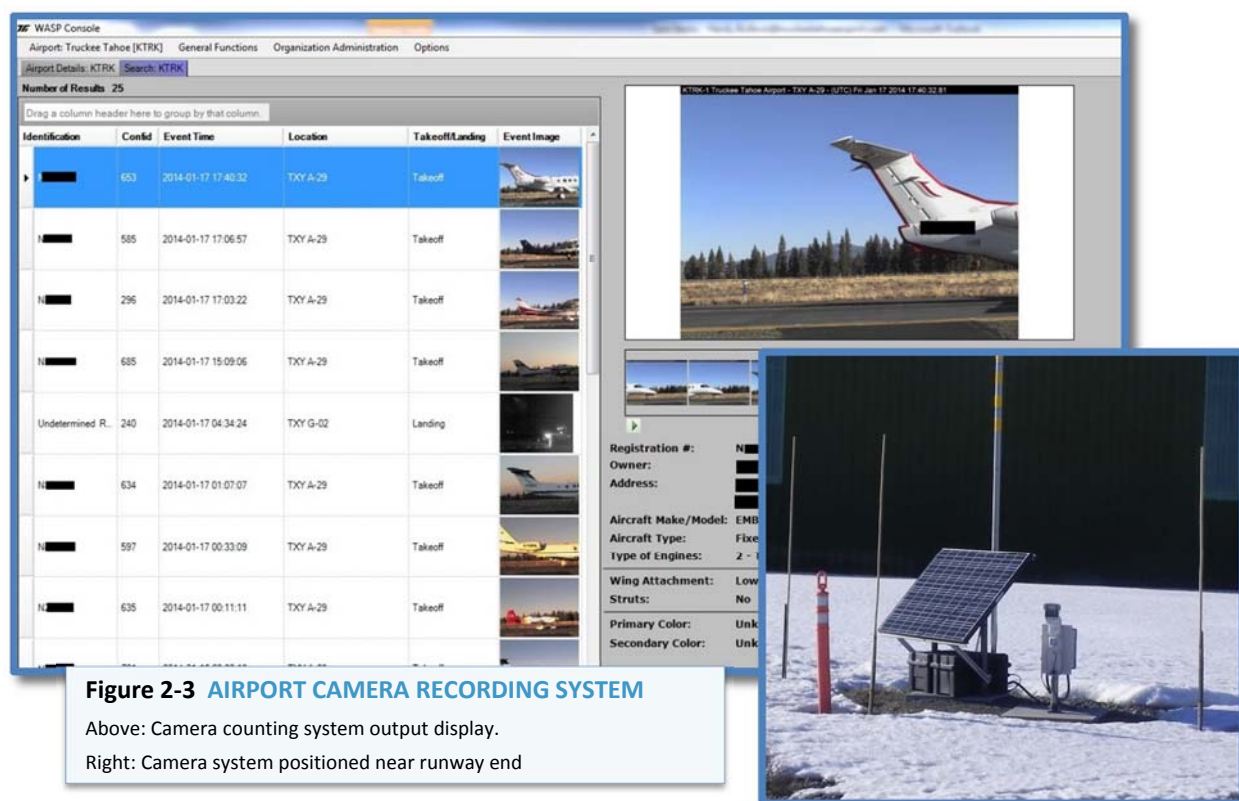 WASP Console
Airport: Truckee Tahoe [KTRK] General Functions Organization Administration Options
Airport Details: KTRK Search: KTRK
Number of Results 25
Drag a column header here to group by that column.
Identification Confid Event Time Location Takeoff/Landing Event Image
653 2014-01-17 17:40:32 TXY A-29 Takeoff
N 585 2014-01-17 17:06:57 TXY A-29 Takeoff
N 296 2014-01-17 17:03:22 TXY A-29 Takeoff
N 685 2014-01-17 15:09:06 TXY A-29 Takeoff
Undetermined R... 240 2014-01-17 04:34:24 TXY G-02 Landing
N 634 2014-01-17 01:07:07 TXY A-29 Takeoff
N 597 2014-01-17 00:33:09 TXY A-29 Takeoff
N 635 2014-01-17 00:11:11 TXY A-29 Takeoff
KTRK-1 Truckee Tahoe Airport - TXY A-29 - (UTC) Fri Jan 17 2014 17:40:32.81
Registration #: N
Owner:
Address:
Aircraft Make/Model: EMB
Aircraft Type: Fixe
Type of Engines: 2 -
Wing Attachment: Low
Struts: No
Primary Color: Unk
Secondary Color: Unk
Figure 2-3 AIRPORT CAMERA RECORDING SYSTEM
Above: Camera counting system output display.
Right: Camera system positioned near runway end